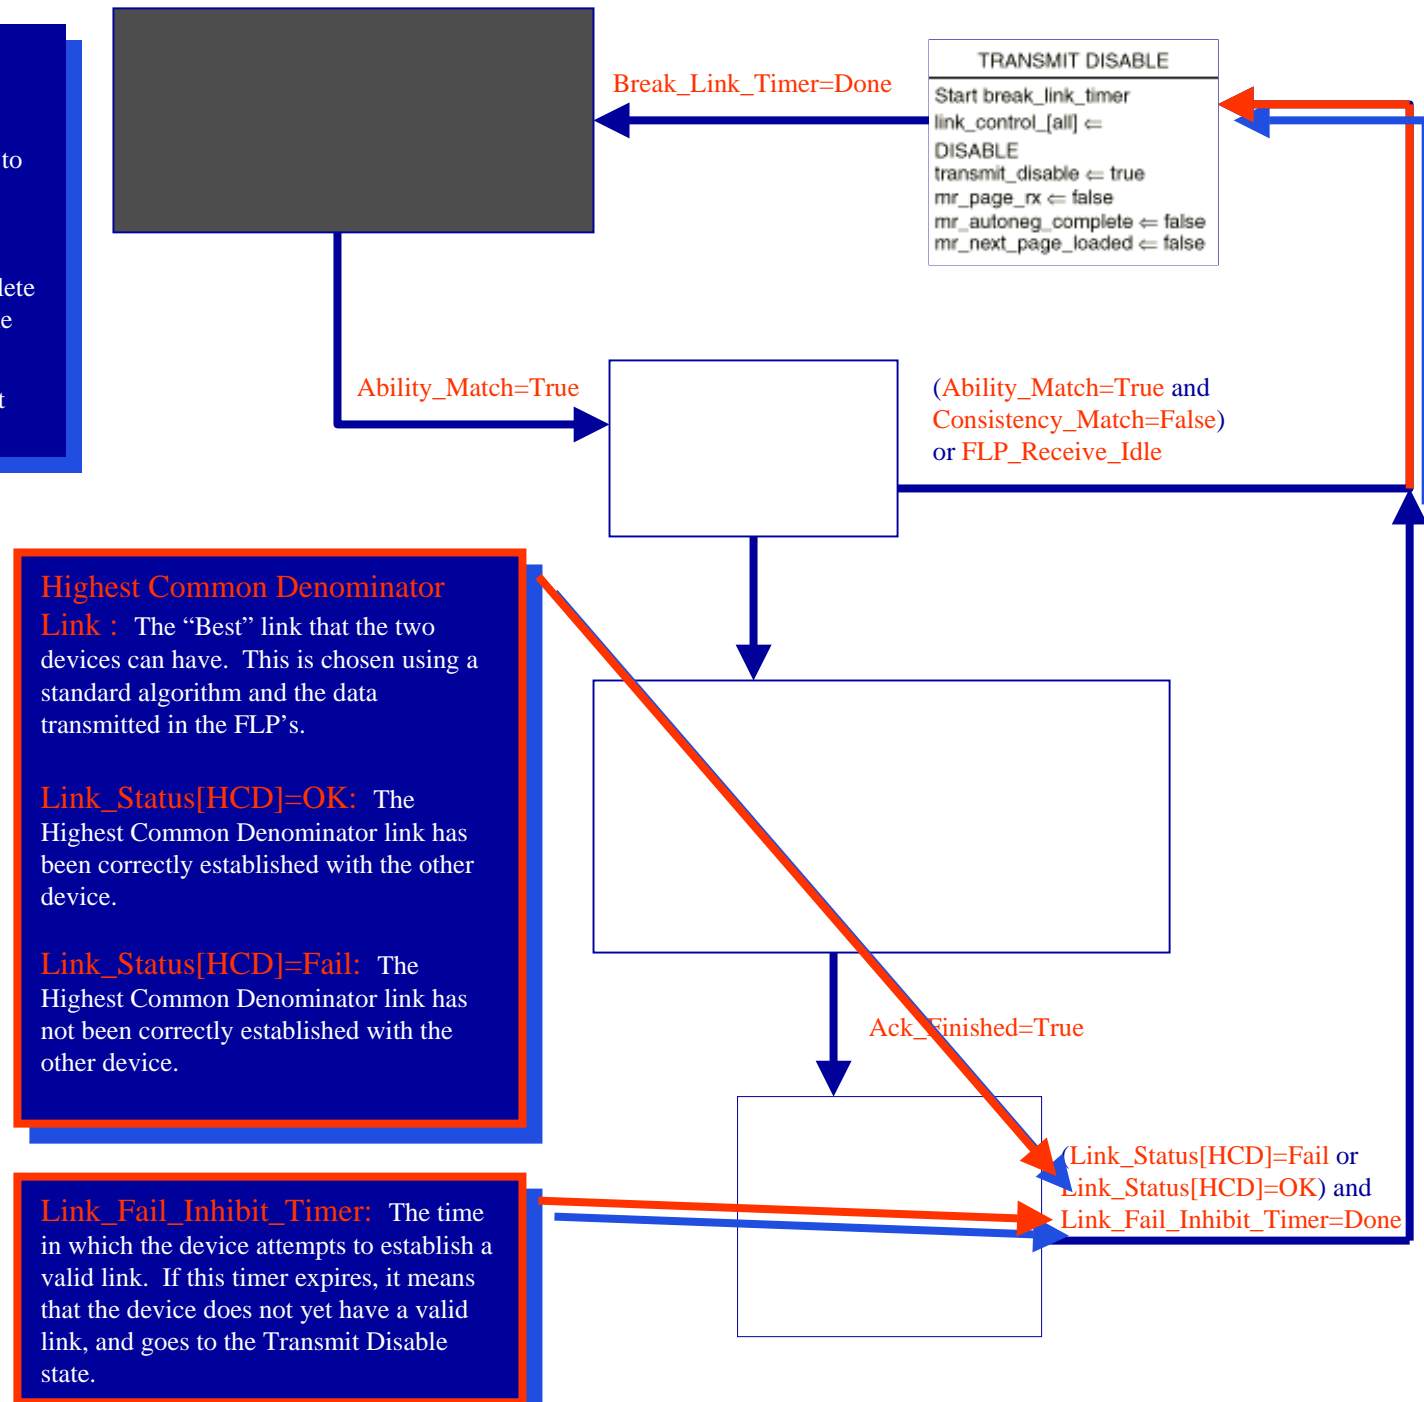 to
lete
e
t
Break_Link_Timer=Done
TRANSMIT DISABLE
Start break_link_timer
link_control_[all] ⇐
DISABLE
transmit_disable ⇐ true
mr_page_rx ⇐ false
mr_autoneg_complete ⇐ false
mr_next_page_loaded ⇐ false
Ability_Match=True
(Ability_Match=True and
Consistency_Match=False)
or FLP_Receive_Idle
Highest Common Denominator
Link : The “Best” link that the two
devices can have. This is chosen using a
standard algorithm and the data
transmitted in the FLP’s.
Link_Status[HCD]=OK: The
Highest Common Denominator link has
been correctly established with the other
device.
Link_Status[HCD]=Fail: The
Highest Common Denominator link has
not been correctly established with the
other device.
Ack_Finished=True
(Link_Status[HCD]=Fail or
Link_Status[HCD]=OK) and
Link_Fail_Inhibit_Timer=Done
Link_Fail_Inhibit_Timer: The time
in which the device attempts to establish a
valid link. If this timer expires, it means
that the device does not yet have a valid
link, and goes to the Transmit Disable
state.